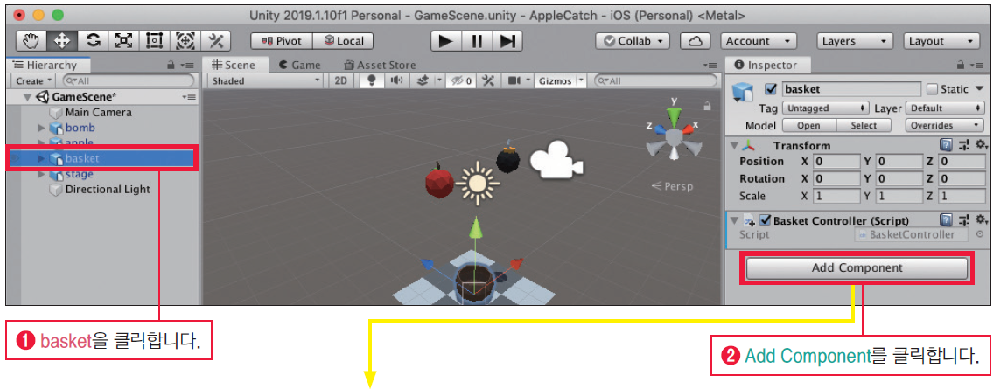 Unity 2019.1.10f1 Personal - GameScene.unity - AppleCatch - iOS (Personal) <Metal>
Pivot Local Collab Account Layers Layout
Hierarchy
Create All
GameScene*
Main Camera
bomb
apple
basket
stage
Directional Light
Scene Game Asset Store
Shaded 2D 0 Gizmos All
y
z x
Persp
Inspector
basket Static
Tag Untagged Layer Default
Model Open Select Overrides
Transform
Position X 0 Y 0 Z 0
Rotation X 0 Y 0 Z 0
Scale X 1 Y 1 Z 1
Basket Controller (Script)
Script BasketController
Add Component
❶ basket을 클릭합니다.
❷ Add Component를 클릭합니다.